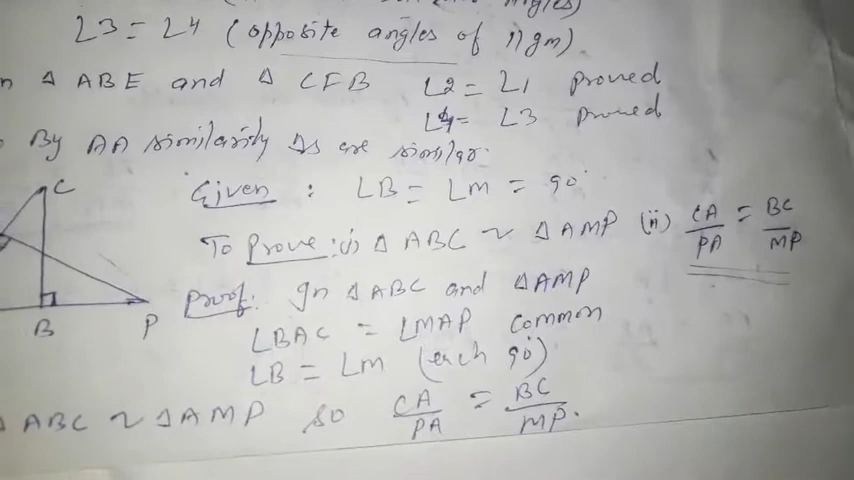 angles)
∠3 = ∠4 (opposite angles of ||gm)
∆ ABE and ∆ CFB ∠2 = ∠1 proved
∠4 = ∠3 proved
By AA similarity ∆s are similar.
C
B
P
Given : ∠B = ∠M = 90
To Prove : (i) ∆ ABC ~ ∆ AMP (ii) CA/PA = BC/MP
Proof: In ∆ ABC and ∆AMP
∠BAC = ∠MAP common
∠B = ∠M (each 90)
∆ ABC ~ ∆AMP so CA/PA = BC/MP.